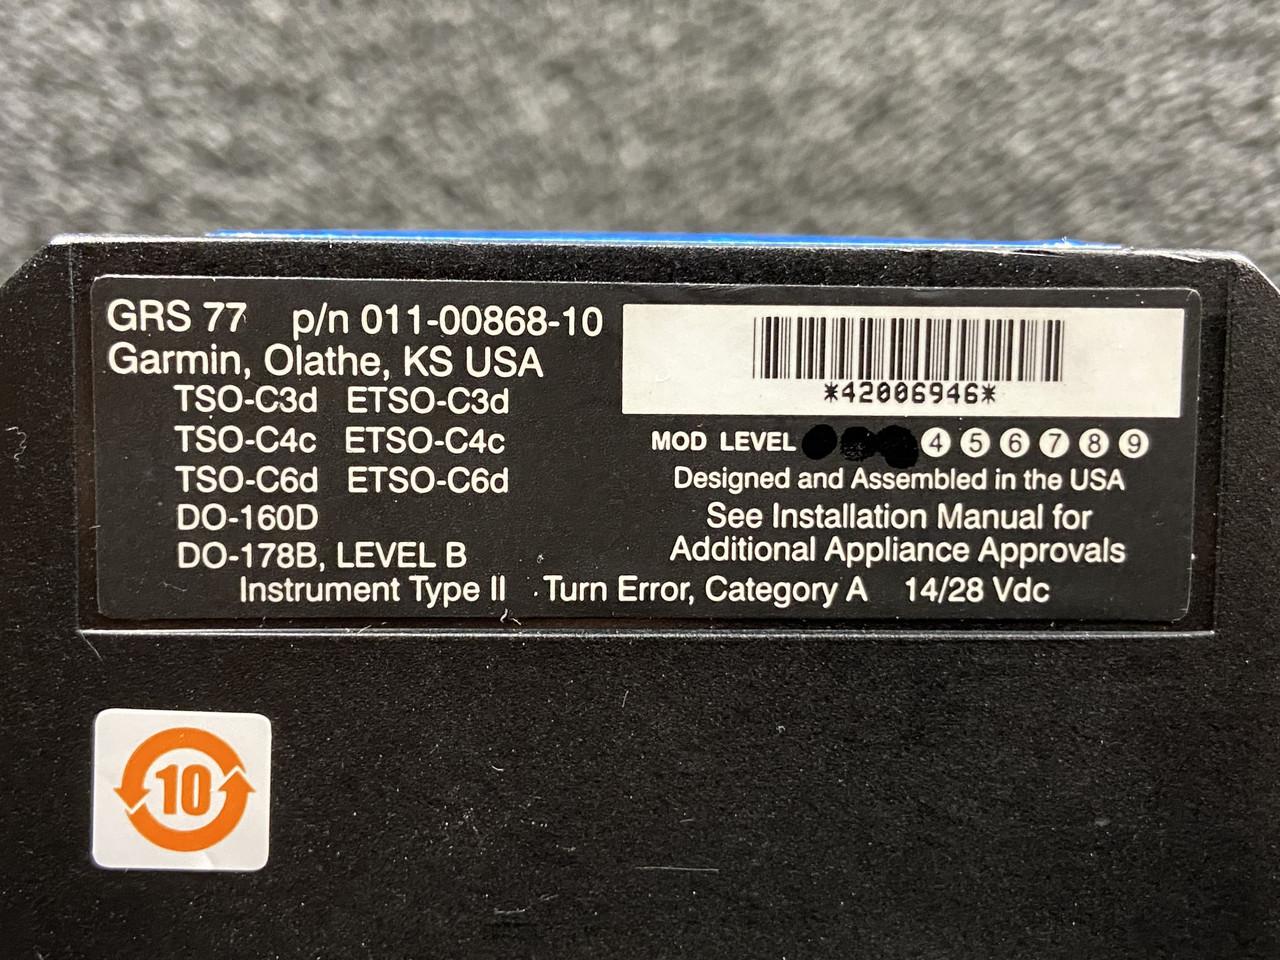 GRS 77 p/n 011-00868-10
Garmin, Olathe, KS USA
TSO-C3d ETSO-C3d
TSO-C4c ETSO-C4c
TSO-C6d ETSO-C6d
DO-160D
DO-178B, LEVEL B
*42006946*
MOD LEVEL 4 5 6 7 8 9
Designed and Assembled in the USA
See Installation Manual for
Additional Appliance Approvals
Instrument Type II Turn Error, Category A 14/28 Vdc
10